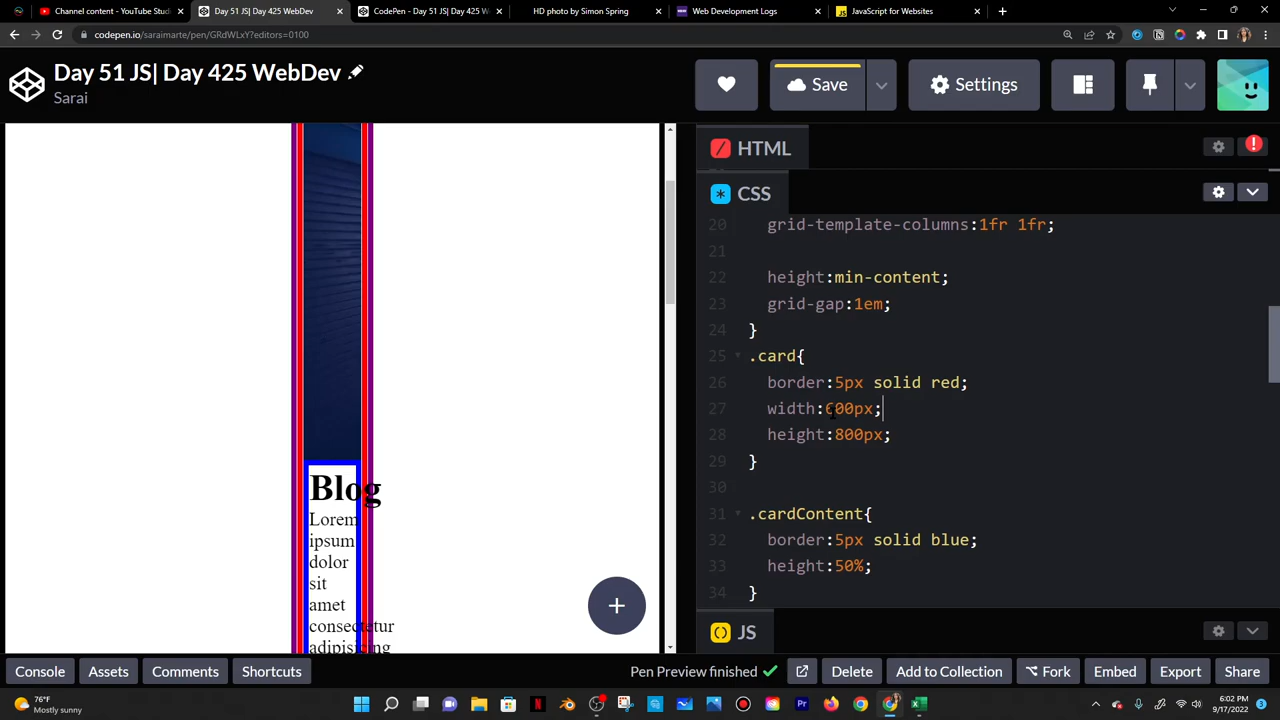 CodePen - YouTube Studio
Day 51 JS| Day 425 WebDev
CodePen - Day 51 JS| Day 425 W
HD photo by Simon Spring
Web Development Logs
JavaScript for Websites
codepen.io/saraimarte/pen/GRdWLxY?editors=0100
Day 51 JS| Day 425 WebDev
Sarai
Save
Settings
HTML
CSS
20 grid-template-columns:1fr 1fr;
21
22 height:min-content;
23 grid-gap:1em;
24 }
25 .card{
26 border:5px solid red;
27 width:600px;
28 height:800px;
29 }
30
31 .cardContent{
32 border:5px solid blue;
33 height:50%;
34 }
JS
Blog
Lorem
ipsum
dolor
sit
amet
consectetur
adipisicing
Console
Assets
Comments
Shortcuts
Pen Preview finished
Delete
Add to Collection
Fork
Embed
Export
Share
76°F
Mostly sunny
6:02 PM
9/17/2022